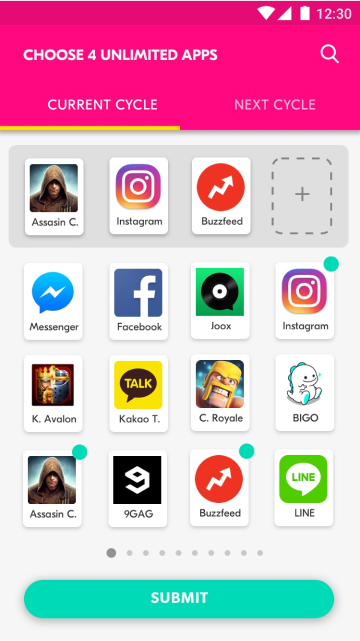 12:30
CHOOSE 4 UNLIMITED APPS
CURRENT CYCLE NEXT CYCLE
Assasin C. Instagram Buzzfeed +
Messenger Facebook Joox Instagram
TALK
K. Avalon Kakao T. C. Royale BIGO
LINE
Assasin C. 9GAG Buzzfeed LINE
SUBMIT